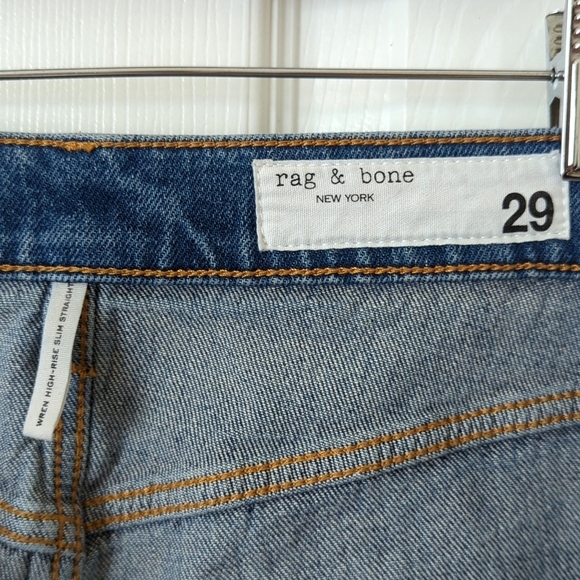 rag & bone
NEW YORK
29
WREN HIGH-RISE SLIM STRAIGHT